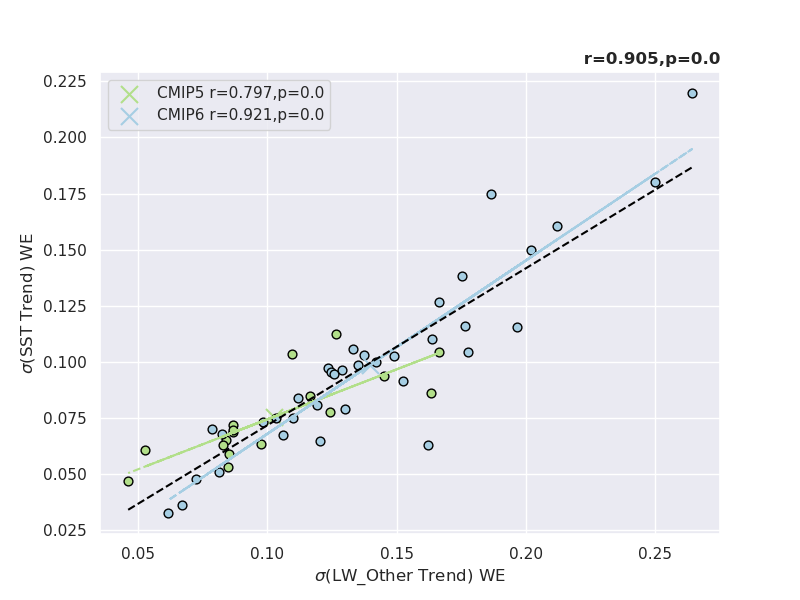 r=0.905,p=0.0
CMIP5 r=0.797,p=0.0
CMIP6 r=0.921,p=0.0
0.225
0.200
0.175
0.150
0.125
0.100
0.075
0.050
0.025
σ(SST Trend) WE
0.05 0.10 0.15 0.20 0.25
σ(LW_Other Trend) WE